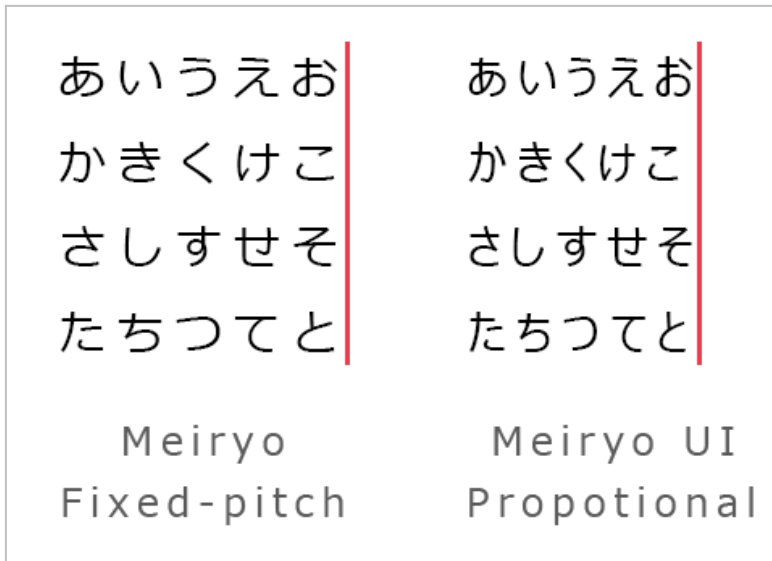 あいうえお
かきくけこ
さしすせそ
たちつてと
Meiryo
Fixed-pitch
あいうえお
かきくけこ
さしすせそ
たちつてと
Meiryo UI
Propotional